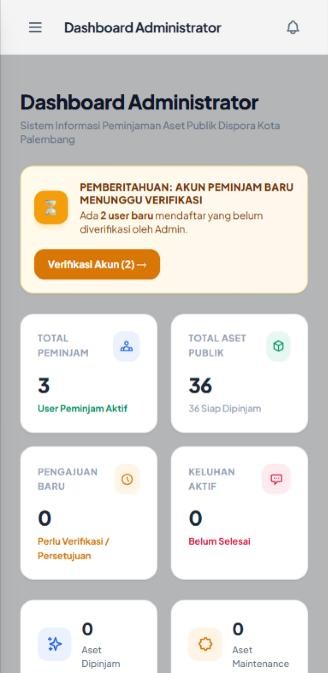 Dashboard Administrator
Dashboard Administrator
Sistem Informasi Peminjaman Aset Publik Dispora Kota
Palembang
PEMBERITAHUAN: AKUN PEMINJAM BARU
MENUNGGU VERIFIKASI
Ada 2 user baru mendaftar yang belum
diverifikasi oleh Admin.
Verifikasi Akun (2) →
TOTAL
PEMINJAM
3
User Peminjam Aktif
TOTAL ASET
PUBLIK
36
36 Siap Dipinjam
PENGAJUAN
BARU
0
Perlu Verifikasi /
Persetujuan
KELUHAN
AKTIF
0
Belum Selesai
0
Aset
Dipinjam
0
Aset
Maintenance